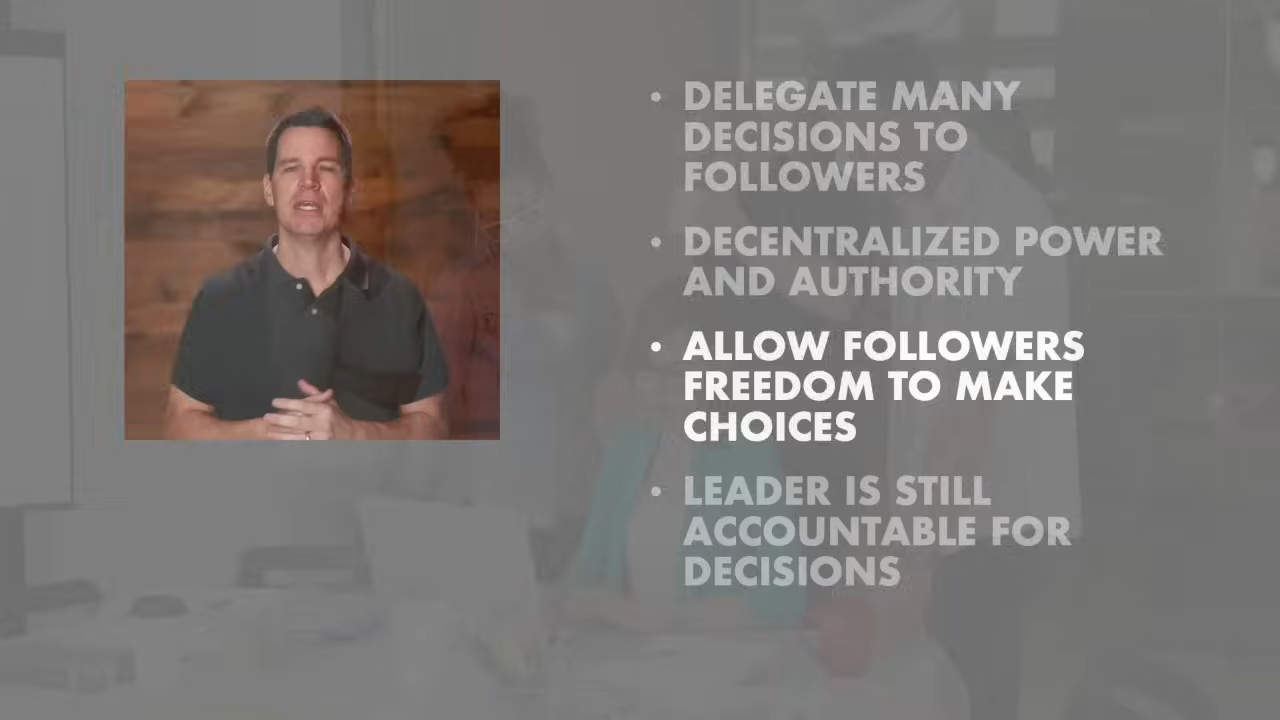 • DELEGATE MANY
DECISIONS TO
FOLLOWERS
• DECENTRALIZED POWER
AND AUTHORITY
• ALLOW FOLLOWERS
FREEDOM TO MAKE
CHOICES
• LEADER IS STILL
ACCOUNTABLE FOR
DECISIONS